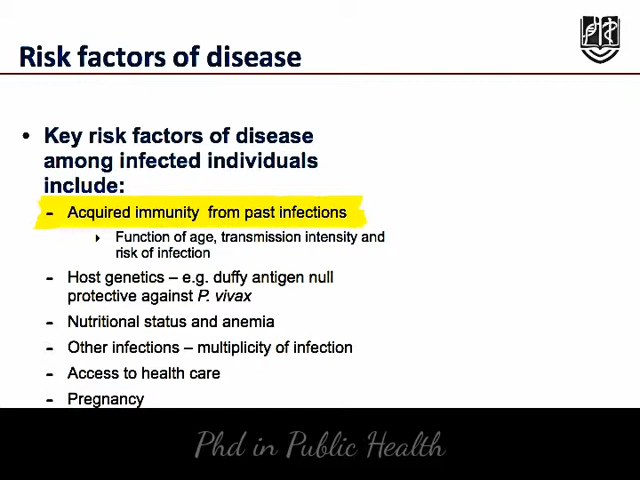 Risk factors of disease
• Key risk factors of disease
among infected individuals
include:
- Acquired immunity from past infections
Function of age, transmission intensity and
risk of infection
- Host genetics – e.g. duffy antigen null
protective against P. vivax
- Nutritional status and anemia
- Other infections – multiplicity of infection
- Access to health care
- Pregnancy
Phd in Public Health